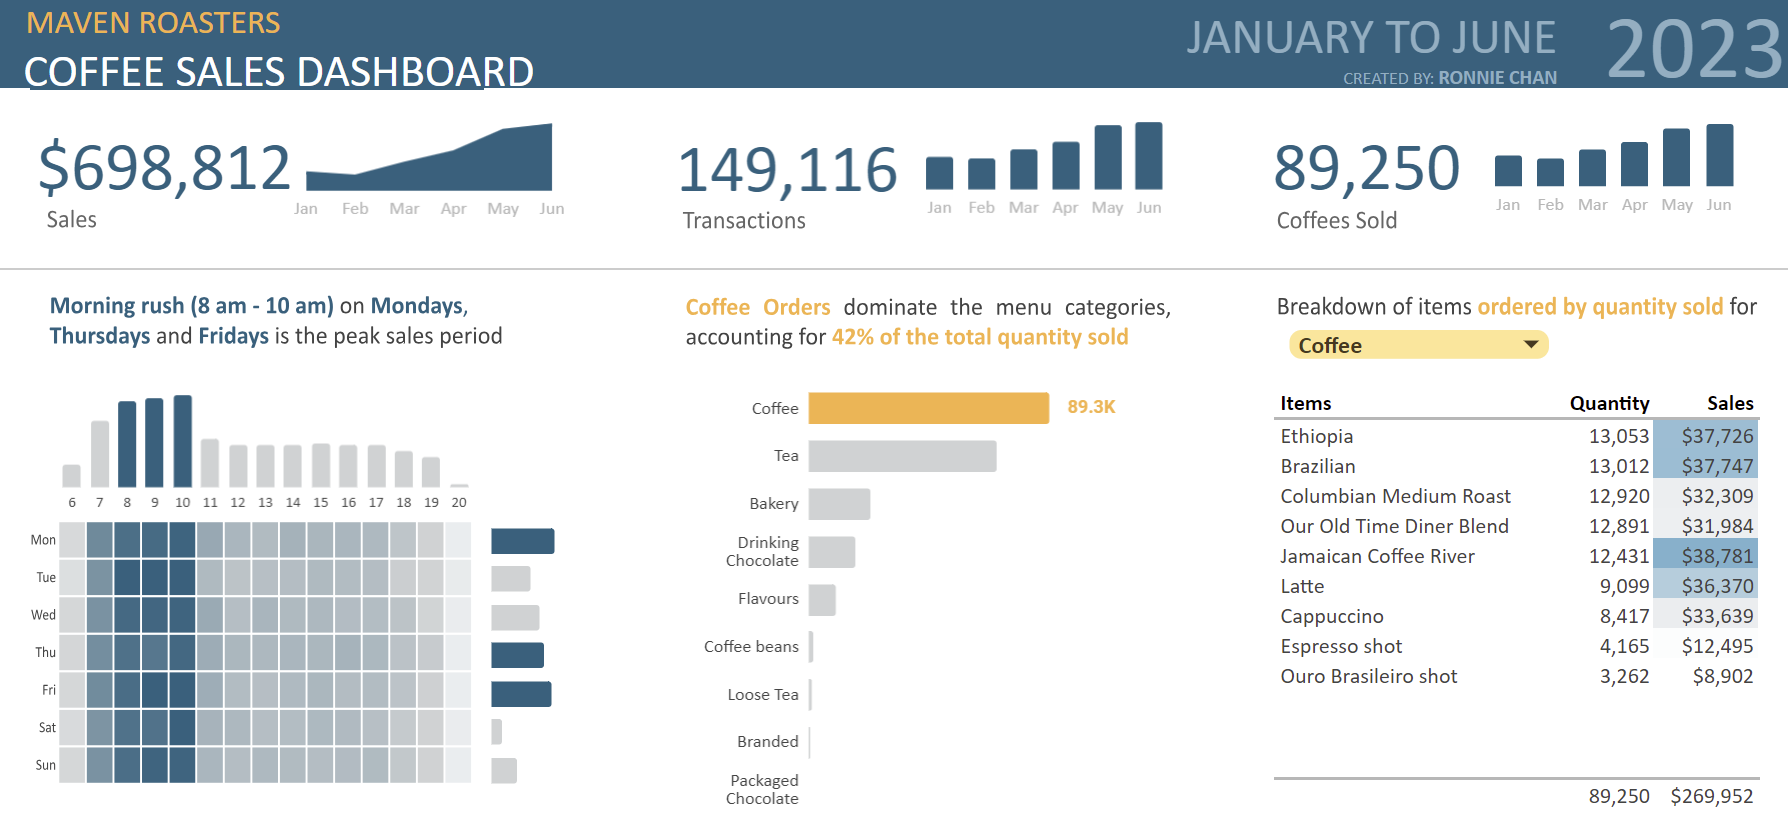 MAVEN ROASTERS
COFFEE SALES DASHBOARD
JANUARY TO JUNE
CREATED BY: RONNIE CHAN
2023
$698,812
Sales
Jan Feb Mar Apr May Jun
149,116
Transactions
Jan Feb Mar Apr May Jun
89,250
Coffees Sold
Jan Feb Mar Apr May Jun
Morning rush (8 am - 10 am) on Mondays,
Thursdays and Fridays is the peak sales period
6 7 8 9 10 11 12 13 14 15 16 17 18 19 20
Mon
Tue
Wed
Thu
Fri
Sat
Sun
Coffee Orders dominate the menu categories,
accounting for 42% of the total quantity sold
Coffee 89.3K
Tea
Bakery
Drinking
Chocolate
Flavours
Coffee beans
Loose Tea
Branded
Packaged
Chocolate
Breakdown of items ordered by quantity sold for
Coffee
Items Quantity Sales
Ethiopia 13,053 $37,726
Brazilian 13,012 $37,747
Columbian Medium Roast 12,920 $32,309
Our Old Time Diner Blend 12,891 $31,984
Jamaican Coffee River 12,431 $38,781
Latte 9,099 $36,370
Cappuccino 8,417 $33,639
Espresso shot 4,165 $12,495
Ouro Brasileiro shot 3,262 $8,902
89,250 $269,952